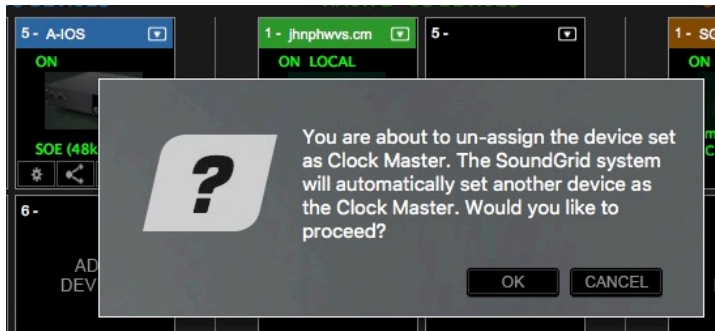 5 - A-IOS
1 - jhnphwvs.cm
5 -
1 - SG
ON
ON LOCAL
ON
You are about to un-assign the device set
as Clock Master. The SoundGrid system
will automatically set another device as
the Clock Master. Would you like to
proceed?
SOE (48k
6 -
AD
DEV
OK
CANCEL